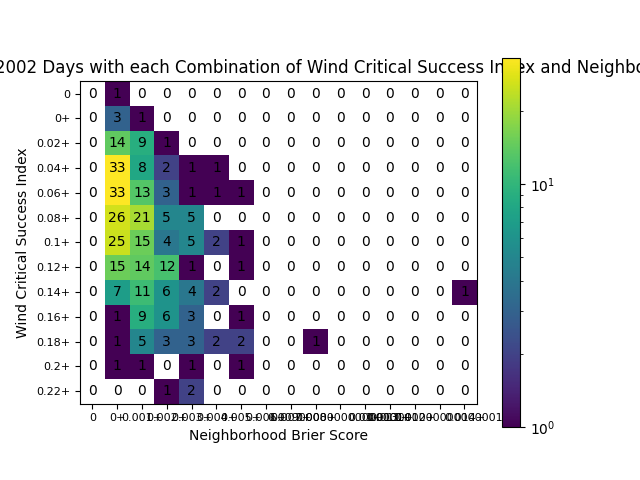 2002 Days with each Combination of Wind Critical Success Index and Neighbo
0 0 1 0 0 0 0 0 0 0 0 0 0 0 0 0 0
0+ 0 3 1 0 0 0 0 0 0 0 0 0 0 0 0 0 0
0.02+ 0 14 9 1 0 0 0 0 0 0 0 0 0 0 0 0 0
0.04+ 0 33 8 2 1 1 0 0 0 0 0 0 0 0 0 0 0
0.06+ 0 33 13 3 1 1 1 0 0 0 0 0 0 0 0 0 0
0.08+ 0 26 21 5 5 0 0 0 0 0 0 0 0 0 0 0 0
0.1+ 0 25 15 4 5 2 1 0 0 0 0 0 0 0 0 0 0
0.12+ 0 15 14 12 1 0 1 0 0 0 0 0 0 0 0 0 0
0.14+ 0 7 11 6 4 2 0 0 0 0 0 0 0 0 0 0 1
0.16+ 0 1 9 6 3 0 1 0 0 0 0 0 0 0 0 0 0
0.18+ 0 1 5 3 3 2 2 0 0 1 0 0 0 0 0 0 0
0.2+ 0 1 1 0 1 0 1 0 0 0 0 0 0 0 0 0 0
0.22+ 0 0 0 1 2 0 0 0 0 0 0 0 0 0 0 0 0
0 0+ 0.001+
Neighborhood Brier Score
Wind Critical Success Index
10¹
10⁰